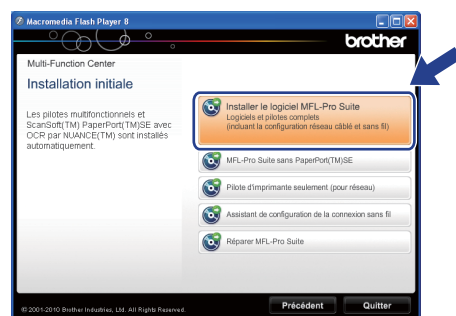 Macromedia Flash Player 8
brother
Multi-Function Center
Installation initiale
Les pilotes multifonctionnels et
ScanSoft(TM) PaperPort(TM)SE avec
OCR par NUANCE(TM) sont installés
automatiquement.
Installer le logiciel MFL-Pro Suite
Logiciels et pilotes complets
(incluant la configuration réseau câblé et sans fil)
MFL-Pro Suite sans PaperPort(TM)SE
Pilote d'imprimante seulement (pour réseau)
Assistant de configuration de la connexion sans fil
Réparer MFL-Pro Suite
© 2001-2010 Brother Industries, Ltd. All Rights Reserved.
Précédent
Quitter